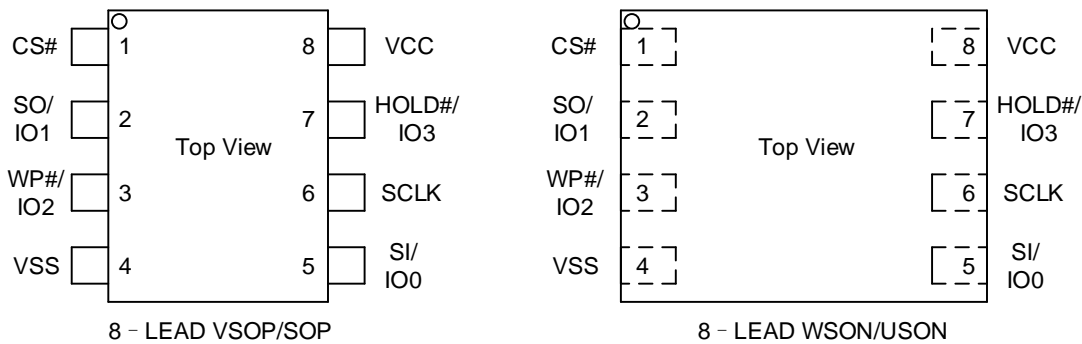 CS# 1 8 VCC
SO/
IO1 2 7 HOLD#/
IO3
Top View
WP#/
IO2 3 6 SCLK
VSS 4 5 SI/
IO0
8 – LEAD VSOP/SOP
CS# 1 8 VCC
SO/
IO1 2 7 HOLD#/
IO3
Top View
WP#/
IO2 3 6 SCLK
VSS 4 5 SI/
IO0
8 – LEAD WSON/USON